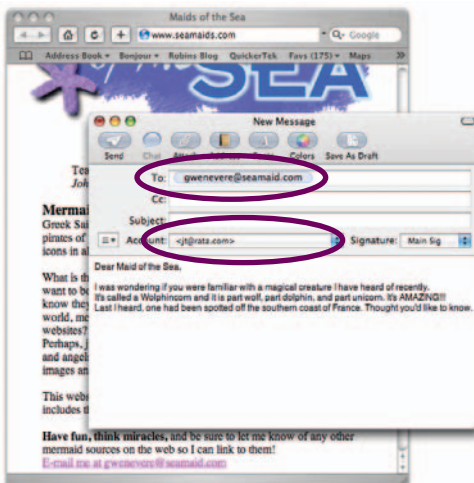 Maids of the Sea
www.seamaids.com
Q- Google
Address Book Bonjour Robins Blog QuickerTek Favs (175) Maps
SEA
New Message
Send Chat Colors Save As Draft
To: gwenevere@seamaid.com
Cc:
Subject:
Account: <jt@ratz.com> Signature: Main Sig
Dear Maid of the Sea,
I was wondering if you were familiar with a magical creature I have heard of recently.
It's called a Wolphincorn and it is part wolf, part dolphin, and part unicorn. It's AMAZING!!!
Last I heard, one had been spotted off the southern coast of France. Thought you'd like to know.
Mermai
Greek Sai
pirates of
icons in al
What is th
want to be
know they
world, me
websites?
Perhaps, j
and angel
images an
This webs
includes th
Have fun, think miracles, and be sure to let me know of any other
mermaid sources on the web so I can link to them!
E-mail me at gwenevere@seamaid.com